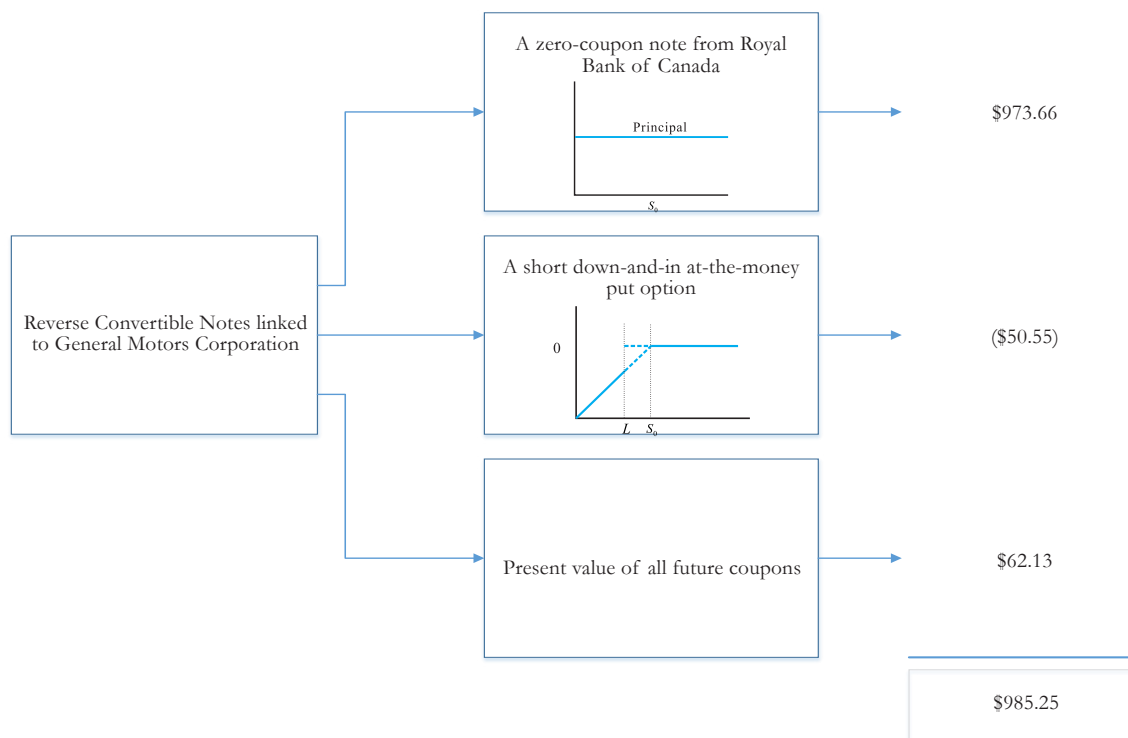 A zero-coupon note from Royal
Bank of Canada
Principal
S₀
$973.66
Reverse Convertible Notes linked
to General Motors Corporation
A short down-and-in at-the-money
put option
0
L S₀
($50.55)
Present value of all future coupons
$62.13
$985.25